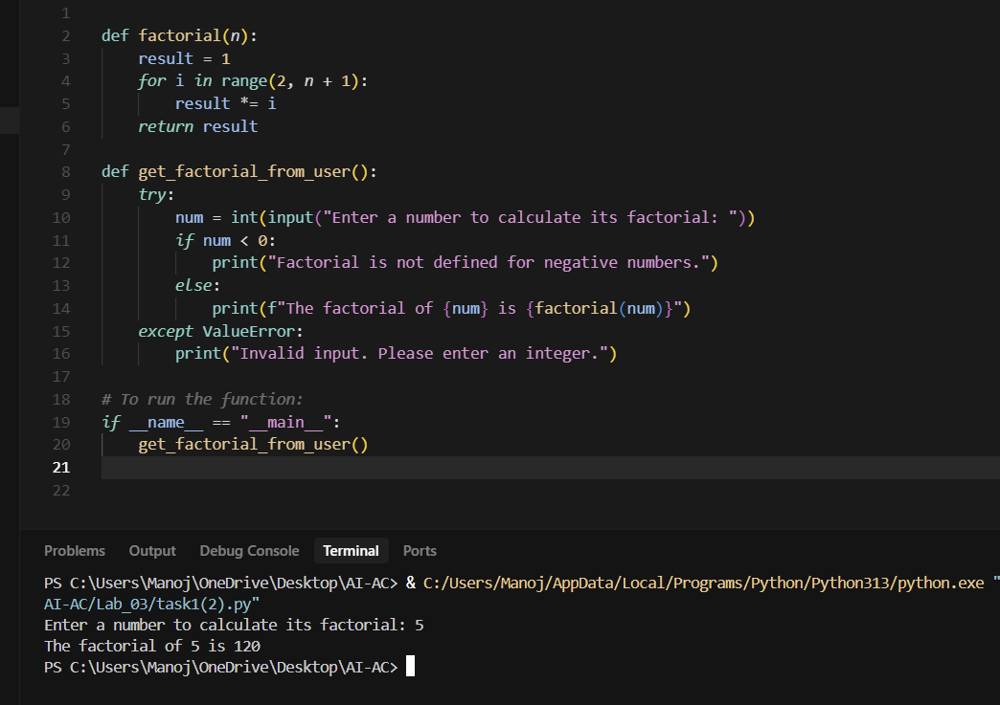 1
2 def factorial(n):
3     result = 1
4     for i in range(2, n + 1):
5         result *= i
6     return result
7
8 def get_factorial_from_user():
9     try:
10         num = int(input("Enter a number to calculate its factorial: "))
11         if num < 0:
12             print("Factorial is not defined for negative numbers.")
13         else:
14             print(f"The factorial of {num} is {factorial(num)}")
15     except ValueError:
16         print("Invalid input. Please enter an integer.")
17
18 # To run the function:
19 if __name__ == "__main__":
20     get_factorial_from_user()
21
22
Problems Output Debug Console Terminal Ports
PS C:\Users\Manoj\OneDrive\Desktop\AI-AC> & C:/Users/Manoj/AppData/Local/Programs/Python/Python313/python.exe "
AI-AC/Lab_03/task1(2).py"
Enter a number to calculate its factorial: 5
The factorial of 5 is 120
PS C:\Users\Manoj\OneDrive\Desktop\AI-AC>